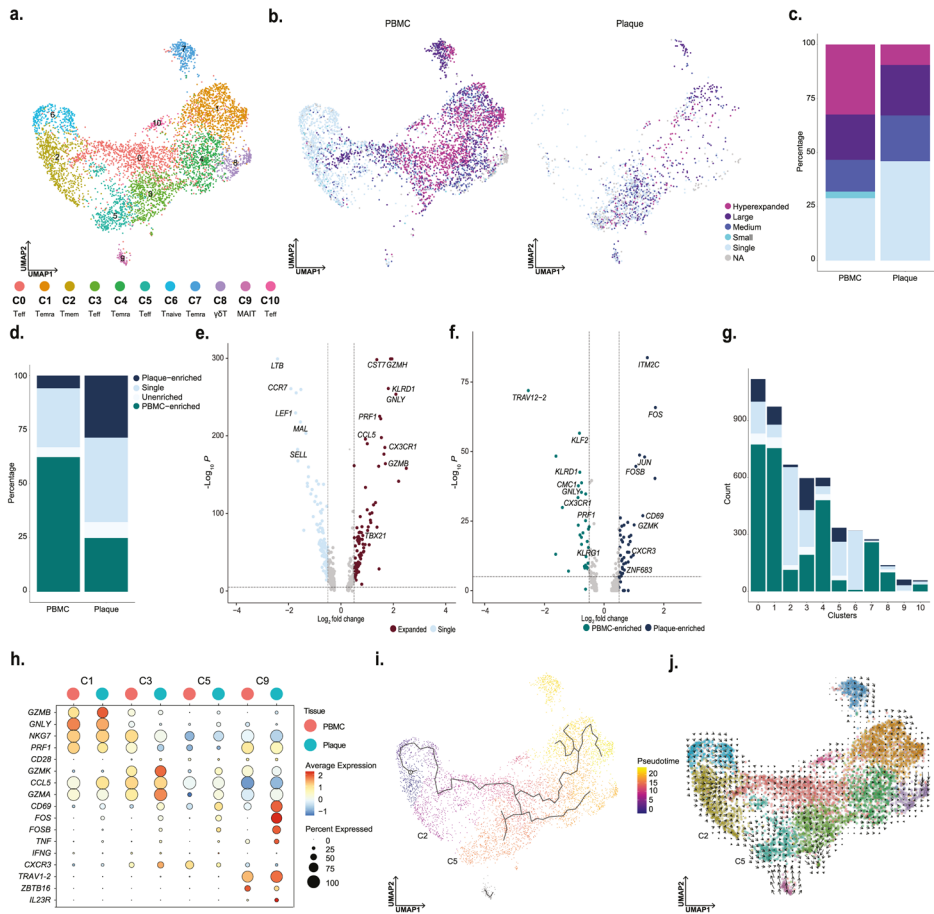 a.
7
6
10
1
2
0
4
8
3
5
9
UMAP2
UMAP1
C0 C1 C2 C3 C4 C5 C6 C7 C8 C9 C10
Teff Temra Tmem Teff Temra Teff Tnaive Temra γδT MAIT Teff
b.
PBMC Plaque
UMAP2
UMAP1
UMAP2
UMAP1
Hyperexpanded
Large
Medium
Small
Single
NA
c.
Percentage
100
75
50
25
0
PBMC Plaque
d.
Percentage
100
75
50
25
0
PBMC Plaque
Plaque-enriched
Single
Unenriched
PBMC-enriched
e.
-Log10 P
300
200
100
0
−4 −2 0 2 4
Log2 fold change
LTB
CCR7
LEF1
MAL
SELL
CST7 GZMH
KLRD1
GNLY
PRF1
CCL5
CX3CR1
GZMB
TBX21
Expanded Single
f.
-Log10 P
75
50
25
0
−4 −2 0 2 4
Log2 fold change
ITM2C
TRAV12-2
FOS
KLF2
JUN
FOSB
KLRD1
CMC1
GNLY
CX3CR1
PRF1
CD69
GZMK
CXCR3
KLRG1
ZNF683
PBMC-enriched Plaque-enriched
g.
Count
900
600
300
0
0 1 2 3 4 5 6 7 8 9 10
Clusters
h.
C1 C3 C5 C9
GZMB
GNLY
NKG7
PRF1
CD28
GZMK
CCL5
GZMA
CD69
FOS
FOSB
TNF
IFNG
CXCR3
TRAV1-2
ZBTB16
IL23R
Tissue
PBMC
Plaque
Average Expression
2
1
0
−1
Percent Expressed
0
25
50
75
100
i.
C2
C5
UMAP2
UMAP1
Pseudotime
20
15
10
5
0
j.
C2
C5
UMAP2
UMAP1